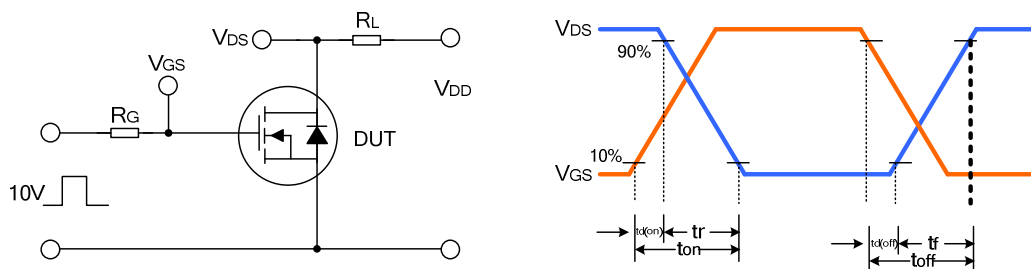 VDS
RL
VGS
VDD
RG
DUT
10V
VDS
90%
10%
VGS
td(on)
tr
ton
td(off)
tf
toff